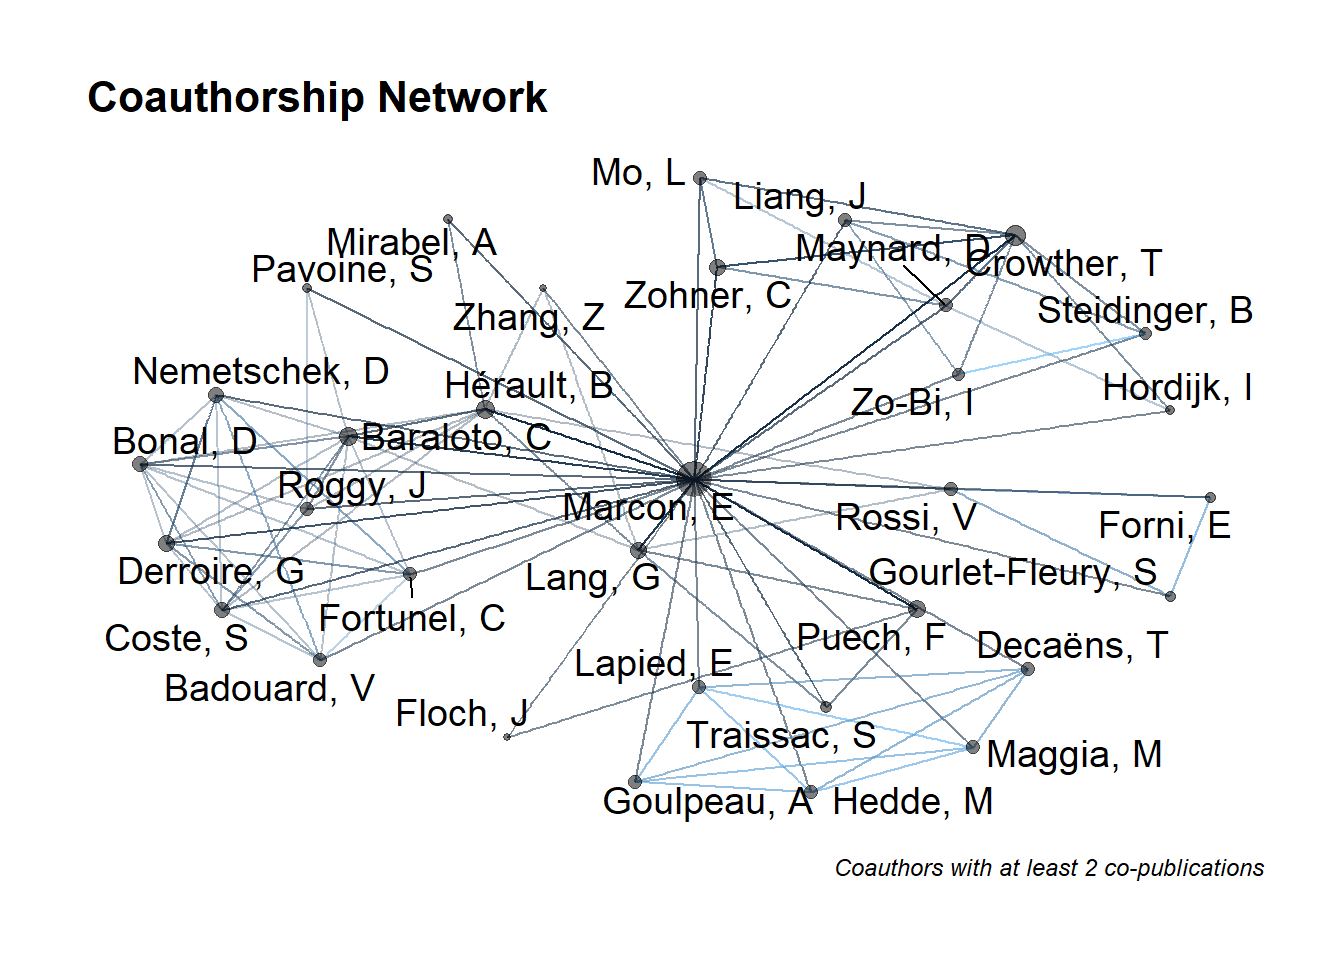 Coauthorship Network
Mo, L
Liang, J
Mirabel, A
Maynard, D
Pavoine, S
Crowther, T
Zohner, C
Steidinger, B
Zhang, Z
Nemetschek, D
Hérault, B
Hordijk, I
Zo-Bi, I
Bonal, D
Baraloto, C
Roggy, J
Marcon, E
Rossi, V
Forni, E
Derroire, G
Lang, G
Gourlet-Fleury, S
Fortunel, C
Coste, S
Puech, F
Decaëns, T
Lapied, E
Badouard, V
Floch, J
Traissac, S
Maggia, M
Goulpeau, A
Hedde, M
Coauthors with at least 2 co-publications